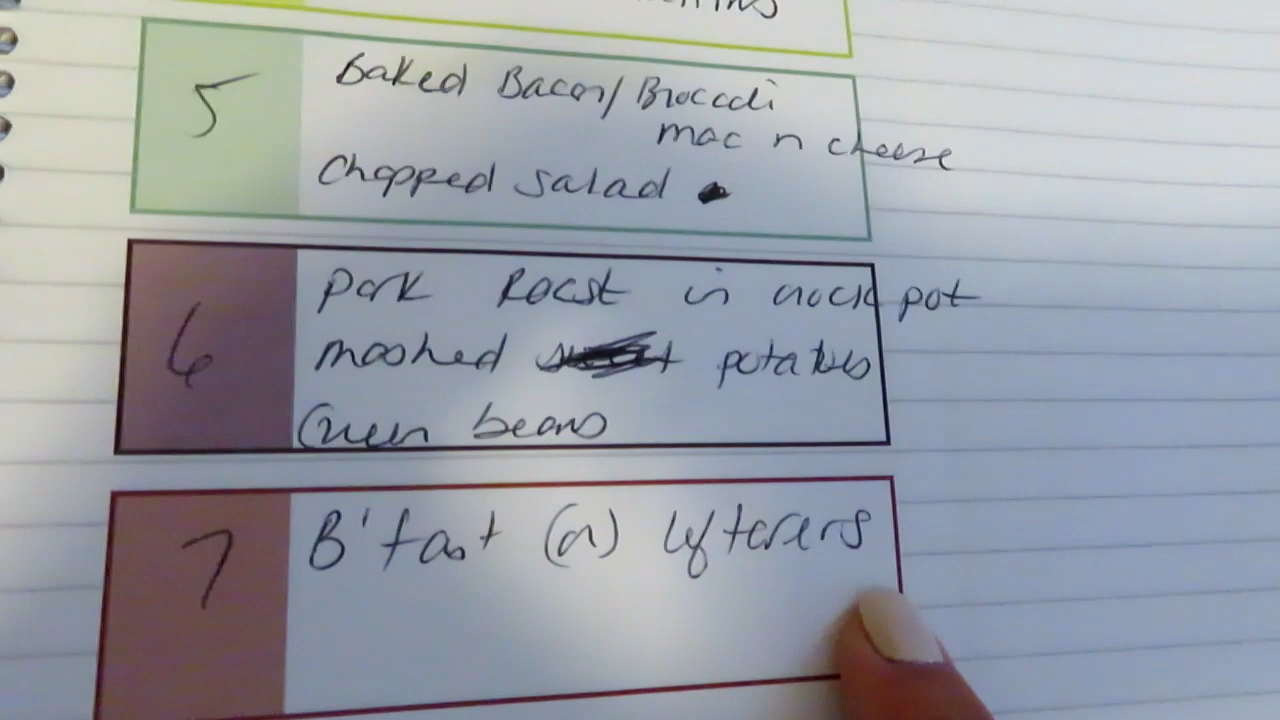 5
Baked Bacon/Broccoli
mac n cheese
Chopped salad
6
Pork Roast in crock pot
mashed potatoes
Green beans
7
B'fast (or) leftovers